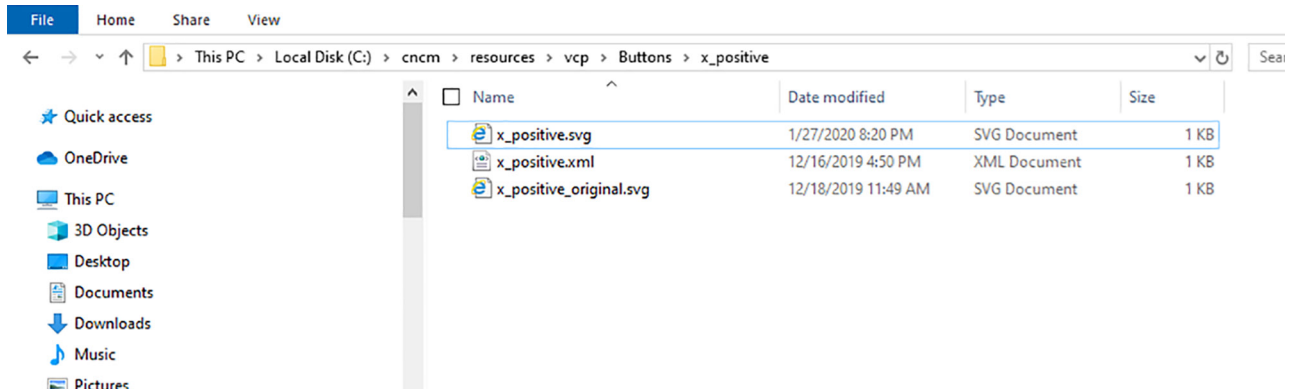 File Home Share View
This PC > Local Disk (C:) > cncm > resources > vcp > Buttons > x_positive
Name Date modified Type Size
Quick access
x_positive.svg 1/27/2020 8:20 PM SVG Document 1 KB
OneDrive
x_positive.xml 12/16/2019 4:50 PM XML Document 1 KB
This PC
x_positive_original.svg 12/18/2019 11:49 AM SVG Document 1 KB
3D Objects
Desktop
Documents
Downloads
Music
Pictures